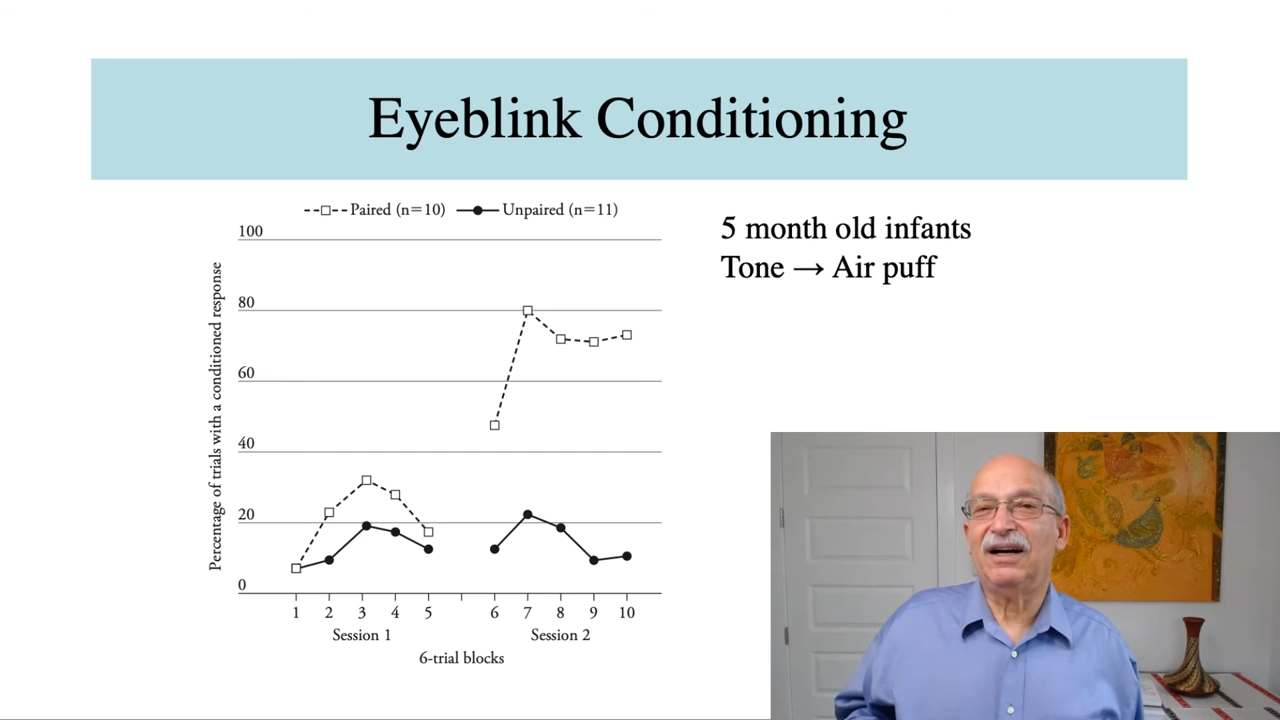 Eyeblink Conditioning
Paired (n=10) Unpaired (n=11)
5 month old infants
Tone → Air puff
Percentage of trials with a conditioned response
100
80
60
40
20
0
1 2 3 4 5 6 7 8 9 10
Session 1 Session 2
6-trial blocks